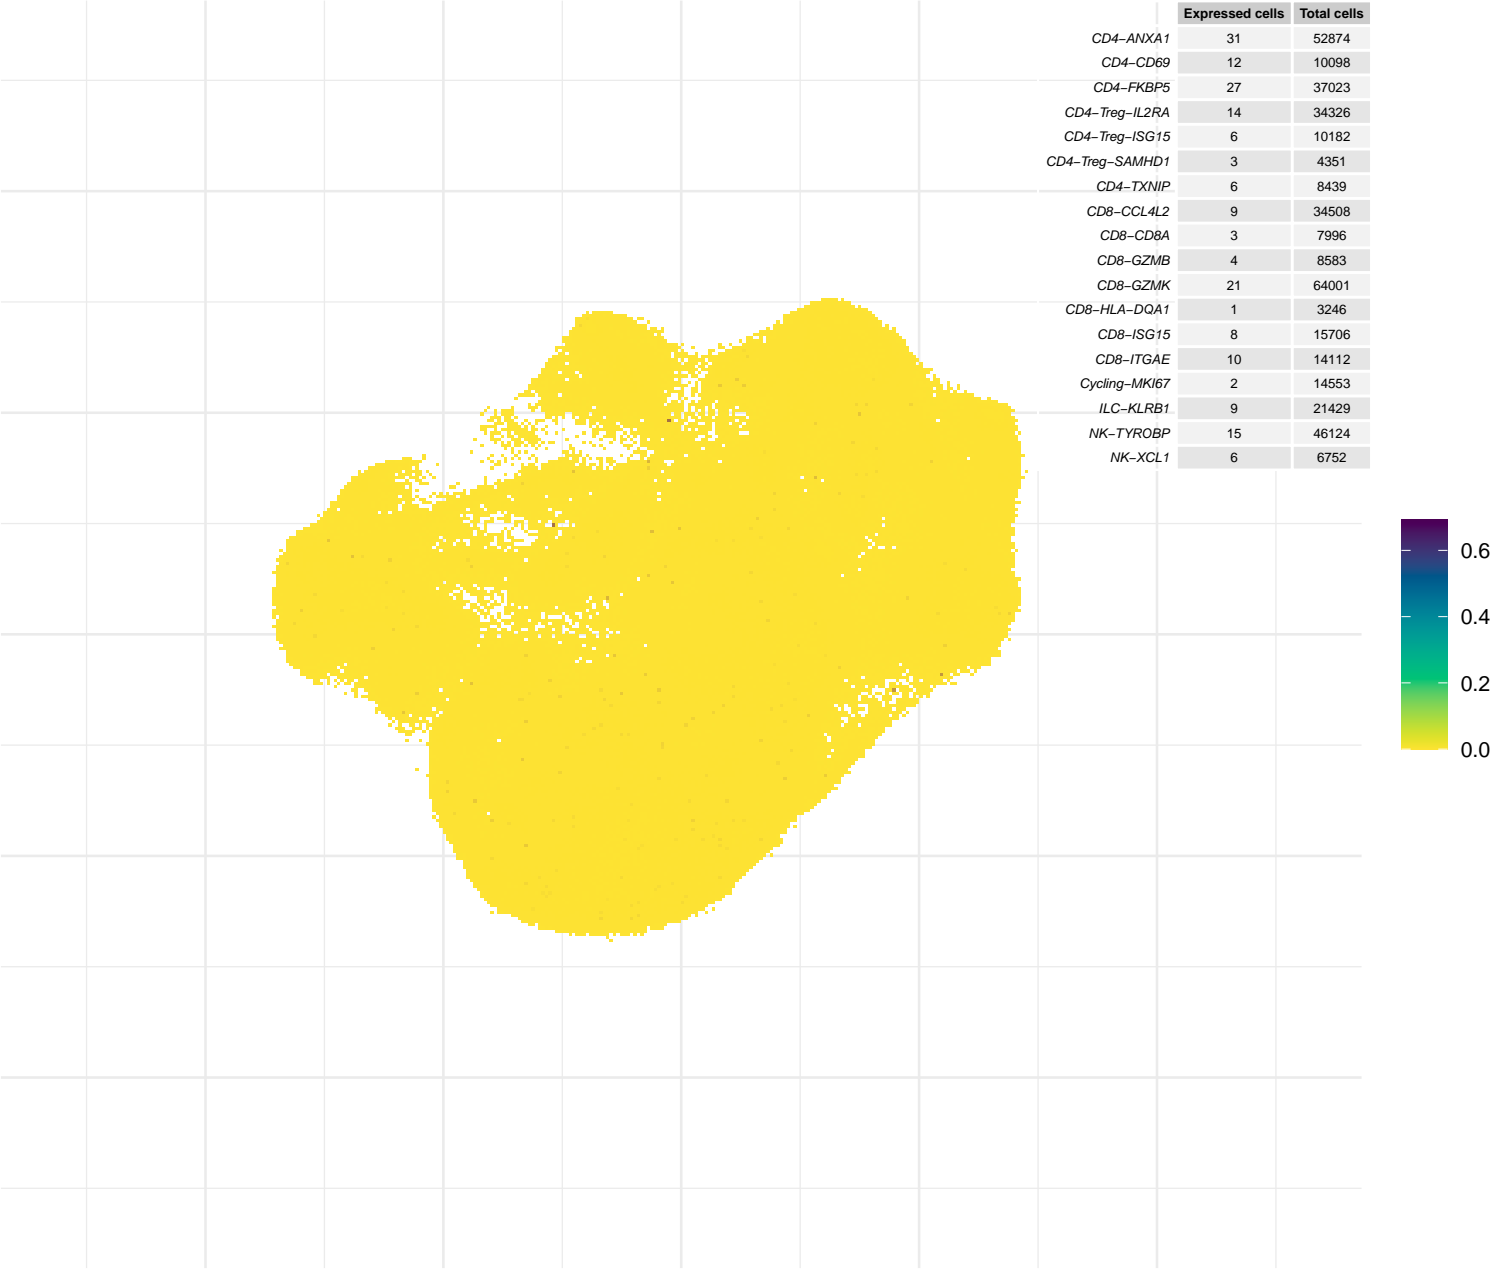 Expressed cells Total cells
CD4−ANXA1 31 52874
CD4−CD69 12 10098
CD4−FKBP5 27 37023
CD4−Treg−IL2RA 14 34326
CD4−Treg−ISG15 6 10182
CD4−Treg−SAMHD1 3 4351
CD4−TXNIP 6 8439
CD8−CCL4L2 9 34508
CD8−CD8A 3 7996
CD8−GZMB 4 8583
CD8−GZMK 21 64001
CD8−HLA−DQA1 1 3246
CD8−ISG15 8 15706
CD8−ITGAE 10 14112
Cycling−MKI67 2 14553
ILC−KLRB1 9 21429
NK−TYROBP 15 46124
NK−XCL1 6 6752
0.6
0.4
0.2
0.0